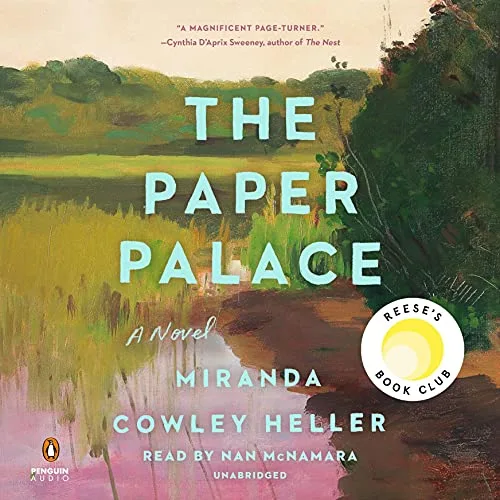 "A MAGNIFICENT PAGE-TURNER."
—Cynthia D'Aprix Sweeney, author of The Nest
THE
PAPER
PALACE
A Novel
REESE'S
BOOK CLUB
MIRANDA
COWLEY HELLER
READ BY NAN McNAMARA
UNABRIDGED
PENGUIN
AUDIO